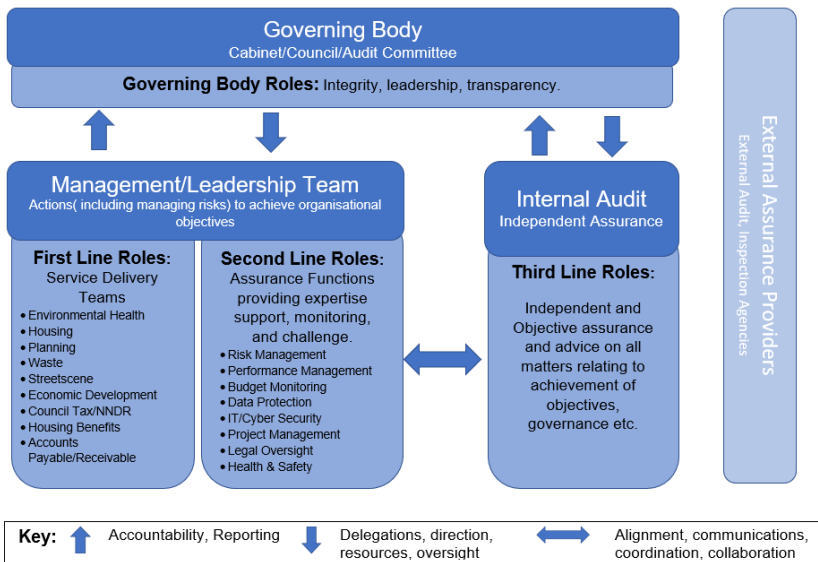 Governing Body
Cabinet/Council/Audit Committee
Governing Body Roles: Integrity, leadership, transparency.
Management/Leadership Team
Actions( including managing risks) to achieve organisational
objectives
First Line Roles:
Service Delivery
Teams
• Environmental Health
• Housing
• Planning
• Waste
• Streetscene
• Economic Development
• Council Tax/NNDR
• Housing Benefits
• Accounts
Payable/Receivable
Second Line Roles:
Assurance Functions
providing expertise
support, monitoring,
and challenge.
• Risk Management
• Performance Management
• Budget Monitoring
• Data Protection
• IT/Cyber Security
• Project Management
• Legal Oversight
• Health & Safety
Internal Audit
Independent Assurance
Third Line Roles:
Independent and
Objective assurance
and advice on all
matters relating to
achievement of
objectives,
governance etc.
External Assurance Providers
External Audit, Inspection Agencies
Key:
Accountability, Reporting
Delegations, direction,
resources, oversight
Alignment, communications,
coordination, collaboration